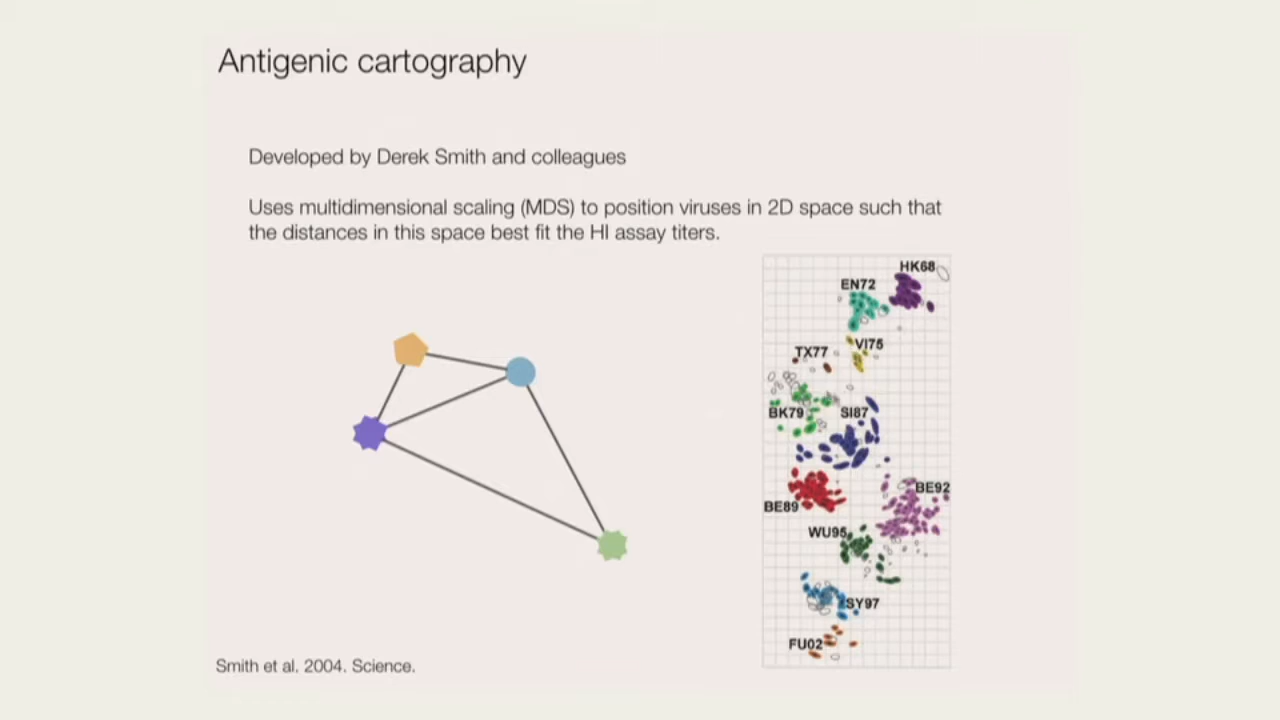 Antigenic cartography
Developed by Derek Smith and colleagues
Uses multidimensional scaling (MDS) to position viruses in 2D space such that
the distances in this space best fit the HI assay titers.
HK68
EN72
VI75
TX77
BK79
SI87
BE92
BE89
WU95
SY97
FU02
Smith et al. 2004. Science.